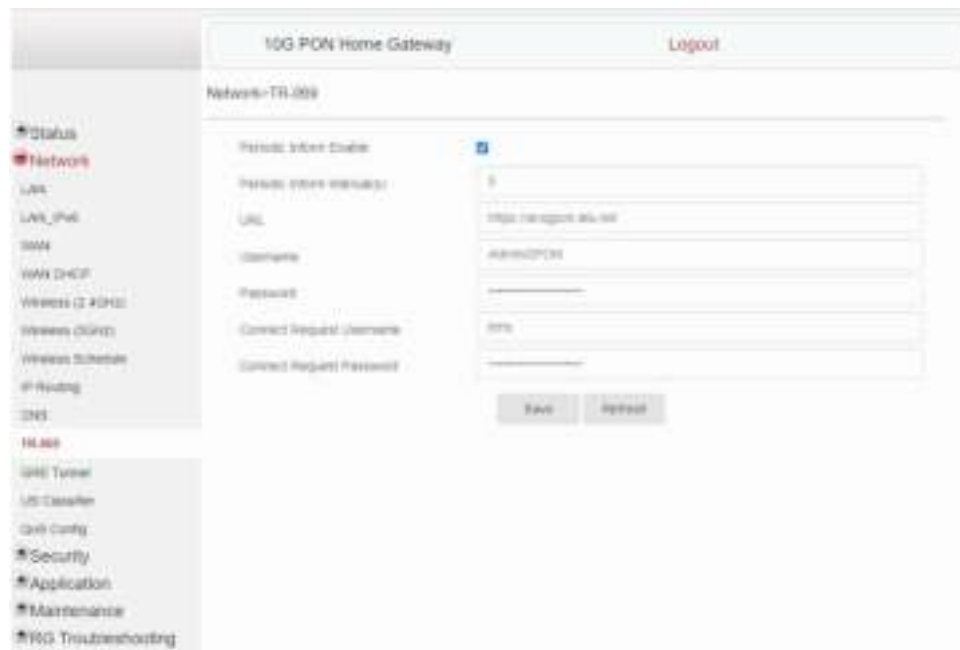 10G PON Home Gateway
Logout
Network>TR-069
Status
Network
LAN
LAN_IPv6
WAN
WAN DHCP
Wireless (2.4GHz)
Wireless (5GHz)
Wireless Schedule
IP Routing
DNS
TR-069
GRE Tunnel
US Classifier
QoS Config
Security
Application
Maintenance
RG Troubleshooting
Periodic Inform Enable
Periodic Inform Interval(s)
URL
Username
Password
Connect Request Username
Connect Request Password
Save
Refresh